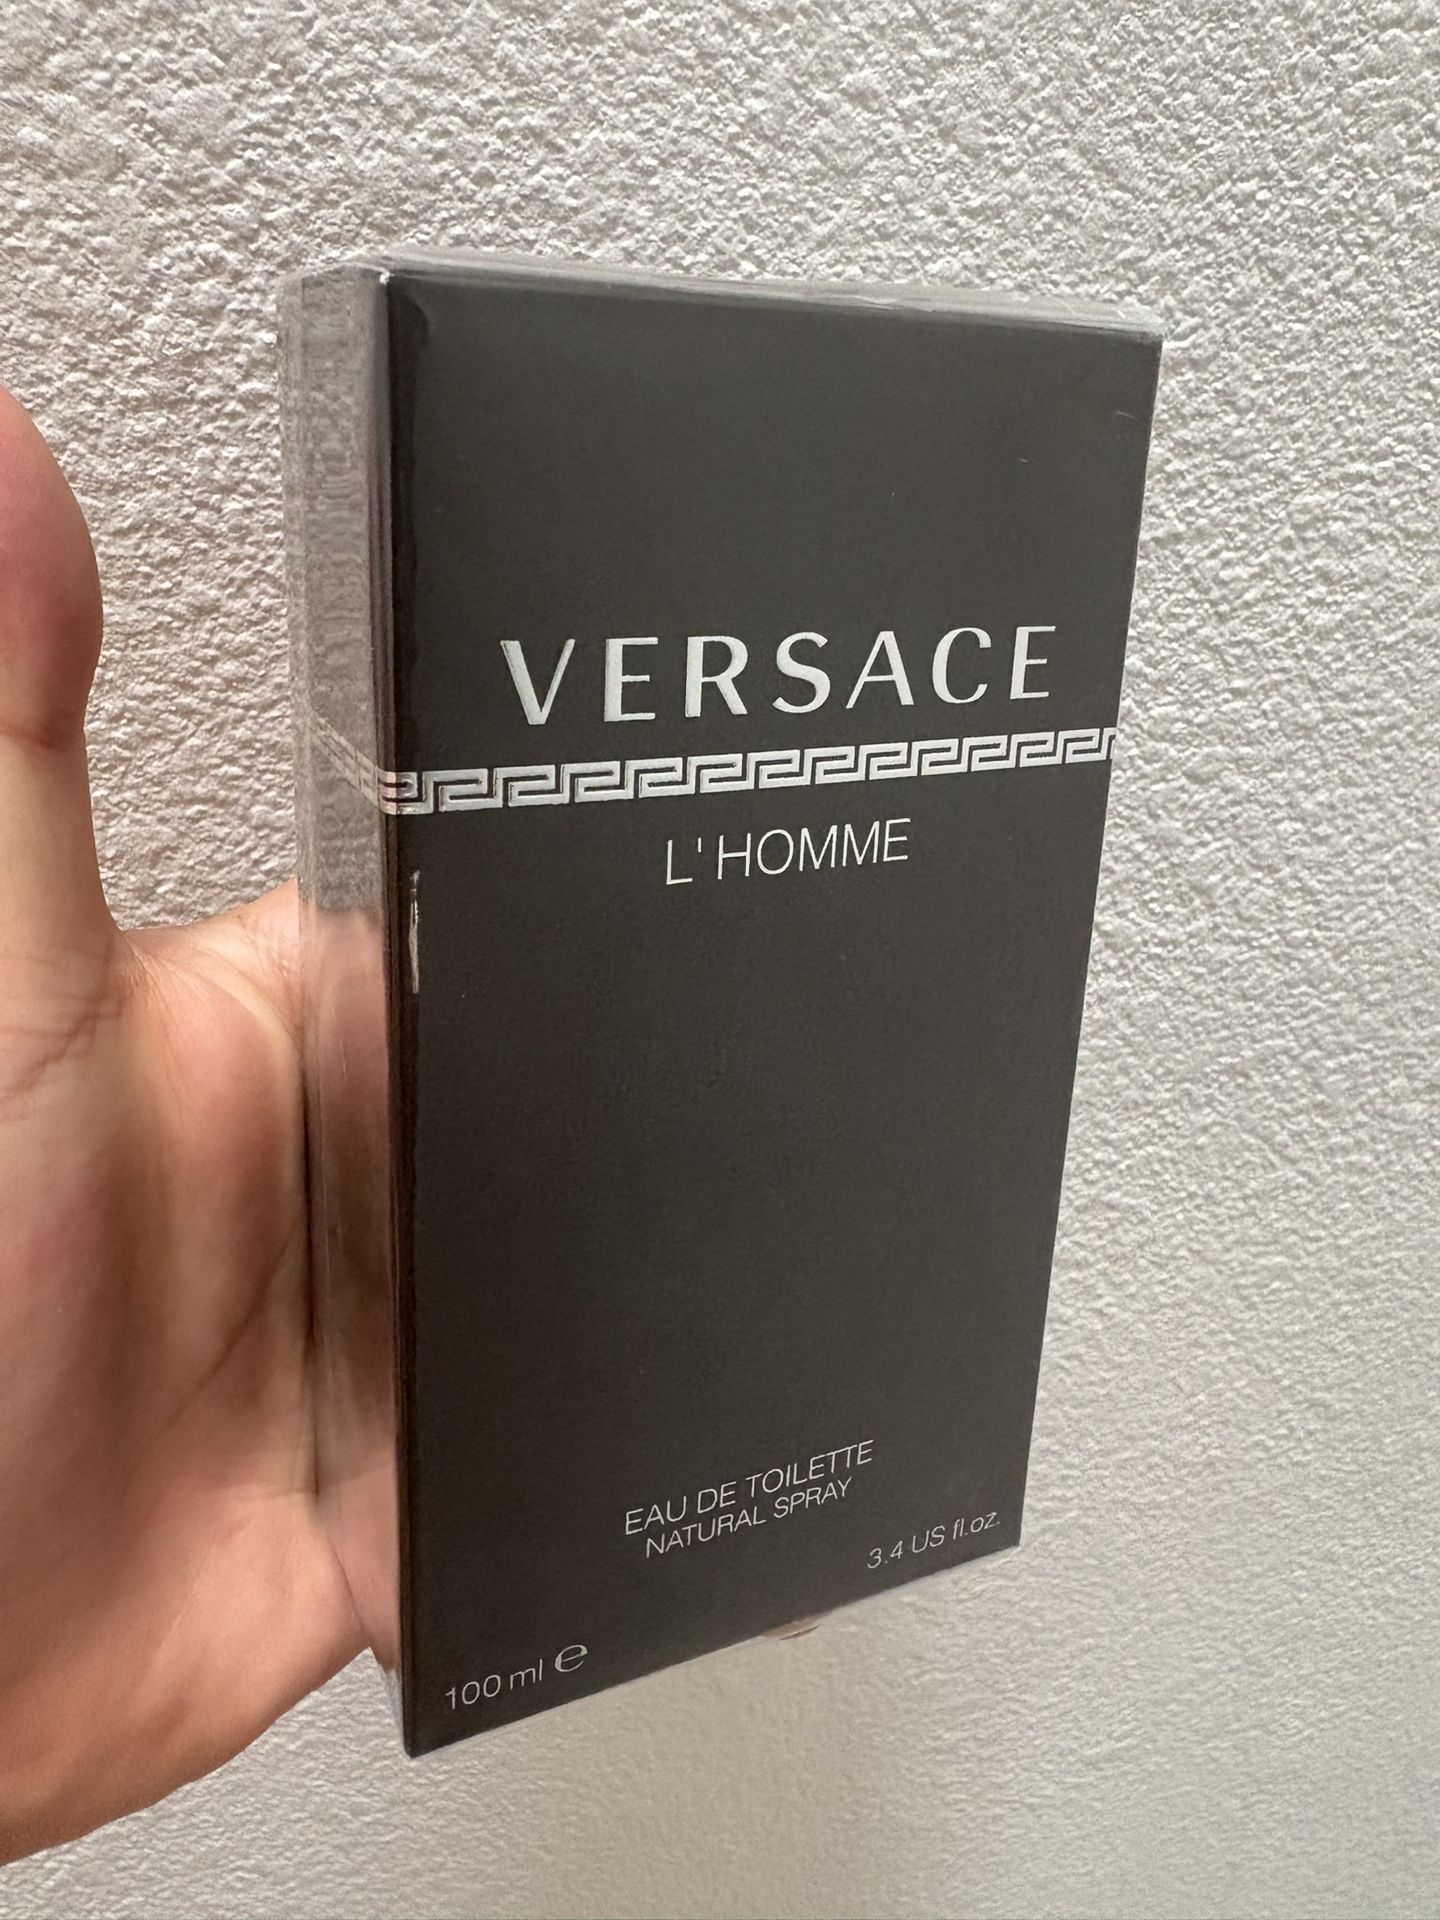 VERSACE
L'HOMME
EAU DE TOILETTE
NATURAL SPRAY
3.4 US fl.oz.
100 ml ℮